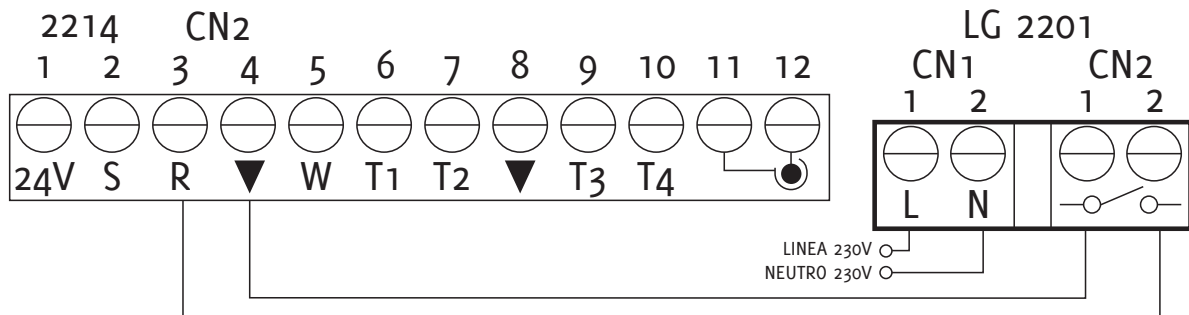 2214 CN2
1 2 3 4 5 6 7 8 9 10 11 12
24V S R ▼ W T1 T2 ▼ T3 T4
LG 2201
CN1 CN2
1 2 1 2
L N
LINEA 230V
NEUTRO 230V